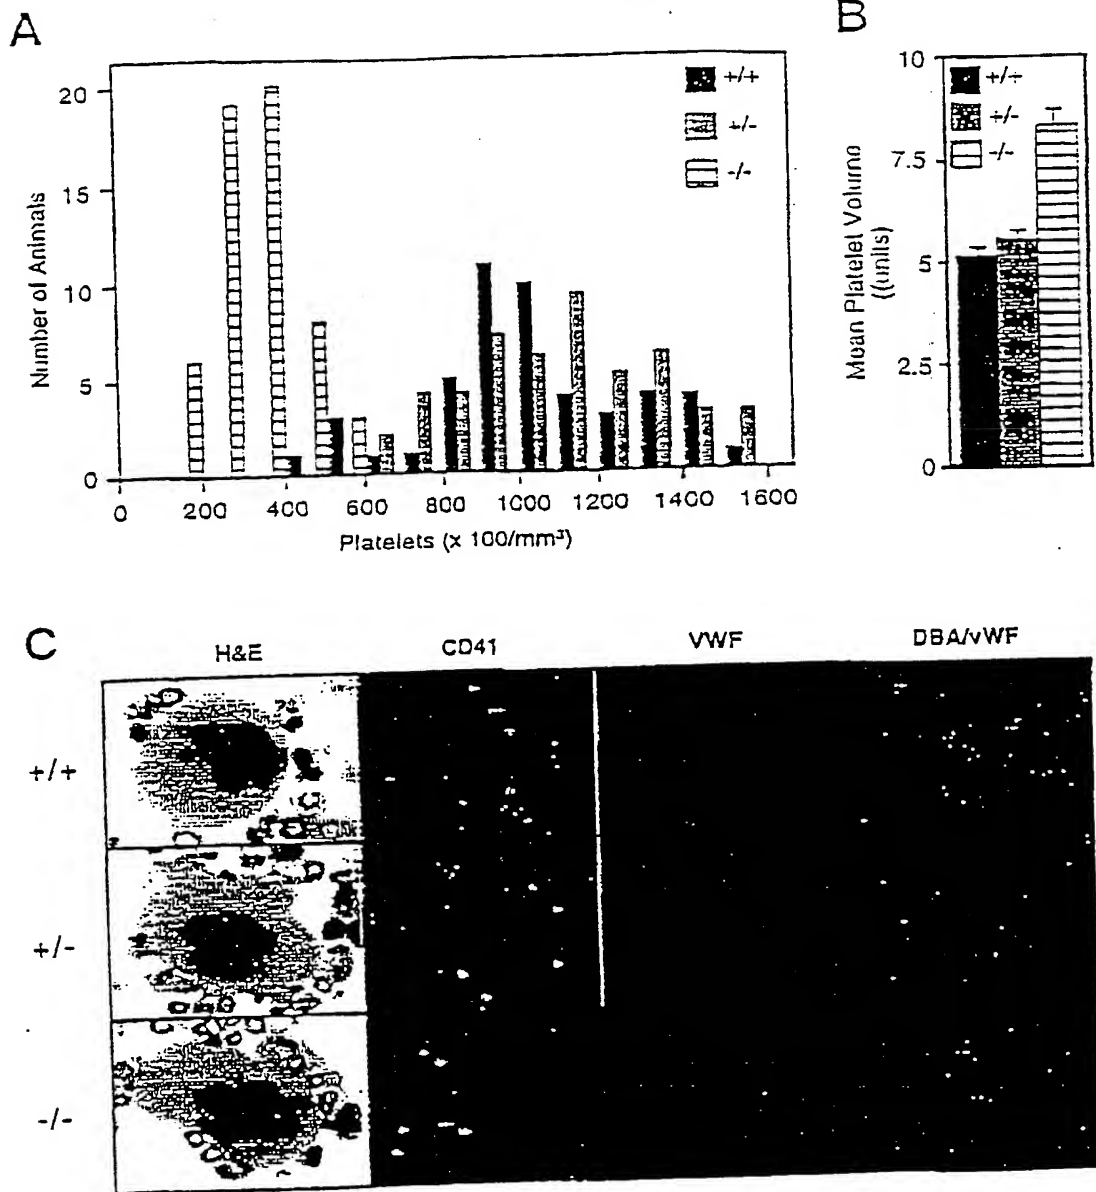 A
20
15
10
5
0
Number of Animals
+/+
+/-
-/-
0 200 400 600 800 1000 1200 1400 1600
Platelets (x 100/mm³)
B
10
7.5
5
2.5
0
Mean Platelet Volume
((units)
+/+
+/-
-/-
C
H&E CD41 VWF DBA/vWF
+/+
+/-
-/-